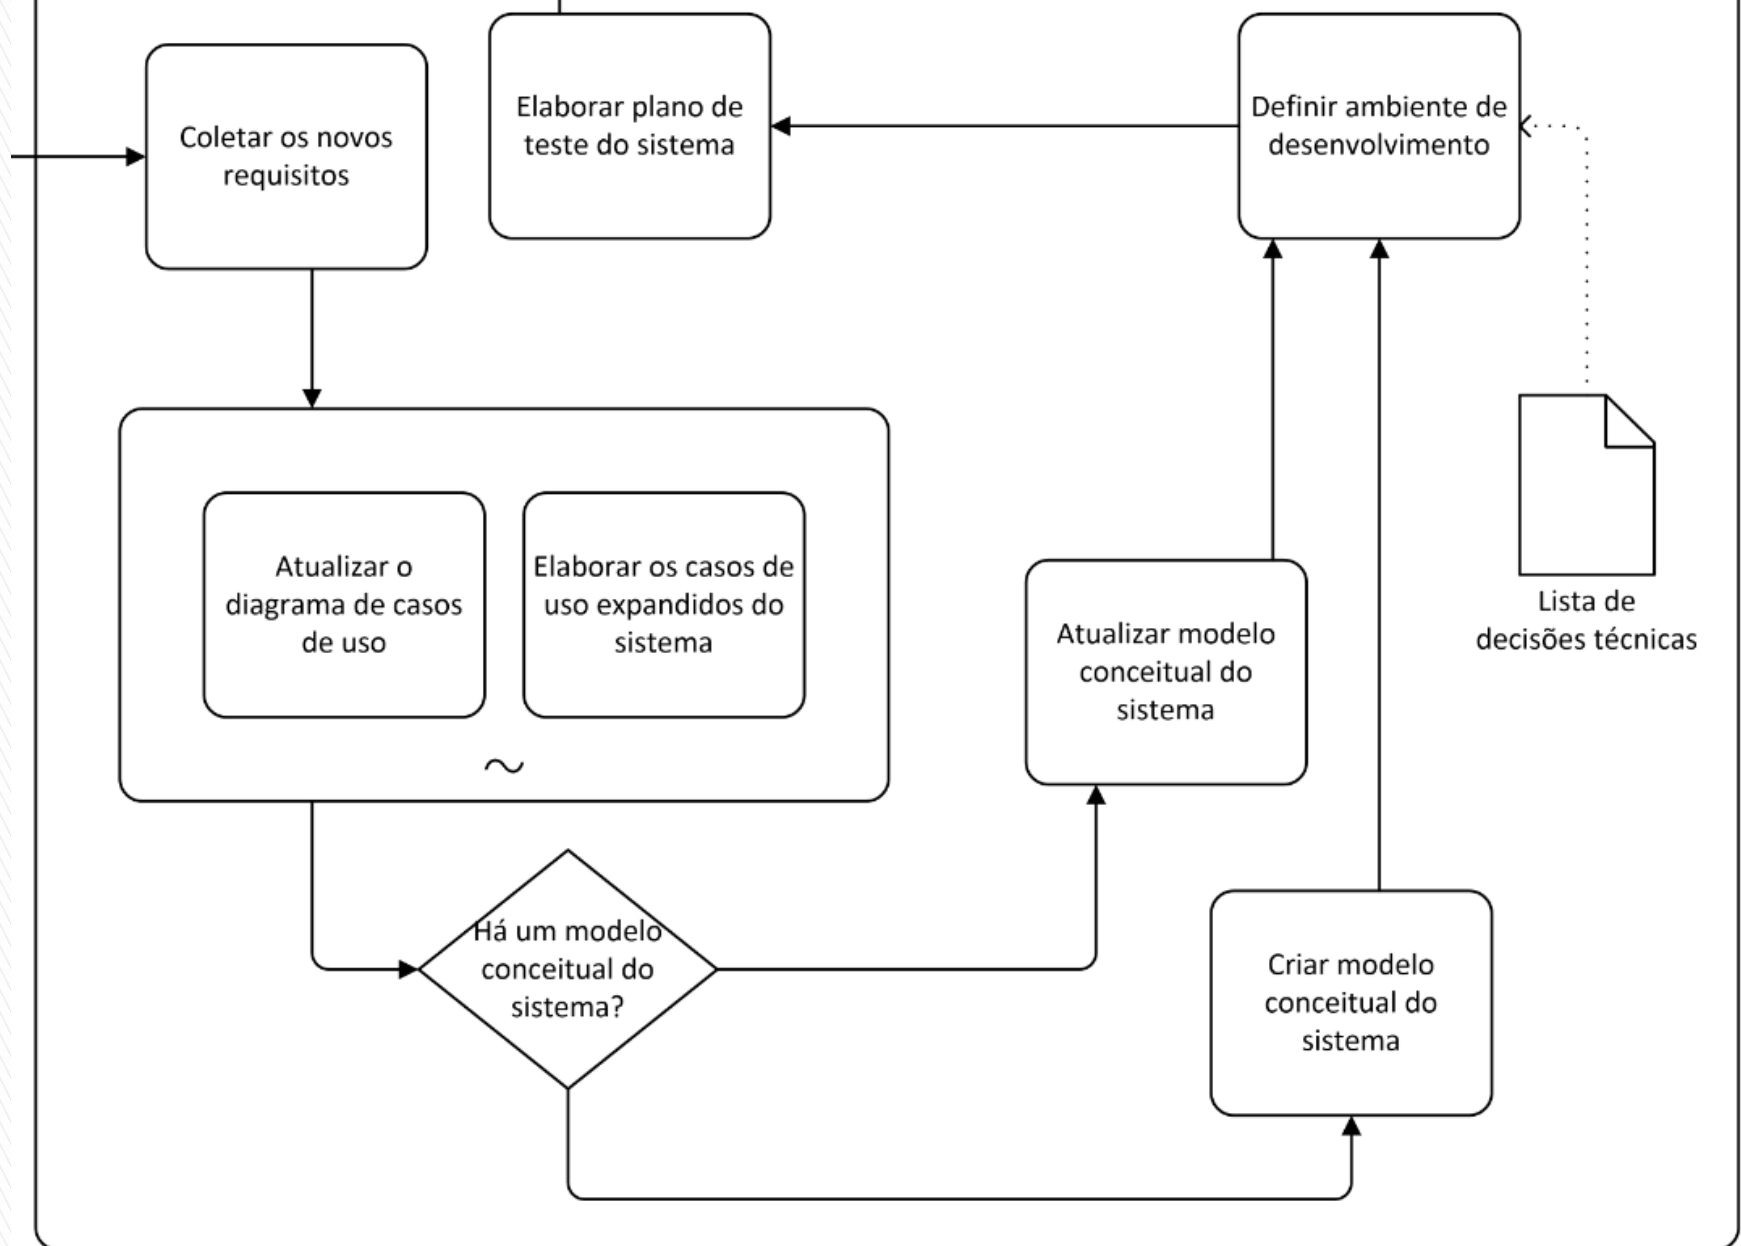 Coletar os novos
requisitos
Elaborar plano de
teste do sistema
Definir ambiente de
desenvolvimento
Atualizar o
diagrama de casos
de uso
Elaborar os casos de
uso expandidos do
sistema
Atualizar modelo
conceitual do
sistema
Lista de
decisões técnicas
Há um modelo
conceitual do
sistema?
Criar modelo
conceitual do
sistema